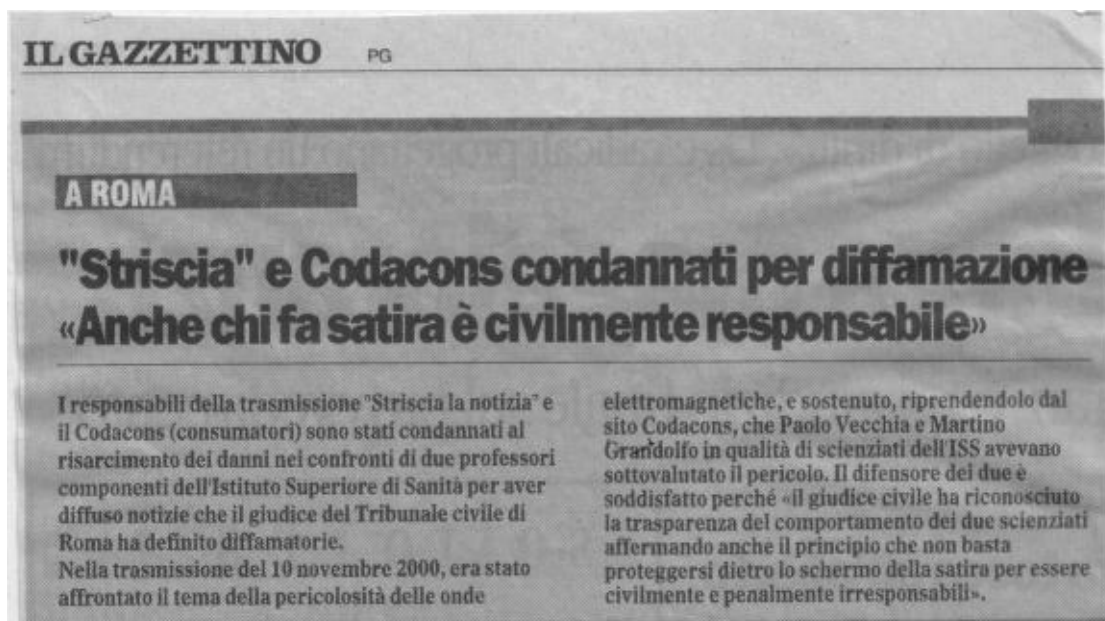 IL GAZZETTINO PG
A ROMA
"Striscia" e Codacons condannati per diffamazione
«Anche chi fa satira è civilmente responsabile»
I responsabili della trasmissione "Striscia la notizia" e
il Codacons (consumatori) sono stati condannati al
risarcimento dei danni nei confronti di due professori
componenti dell'Istituto Superiore di Sanità per aver
diffuso notizie che il giudice del Tribunale civile di
Roma ha definito diffamatorie.
Nella trasmissione del 10 novembre 2000, era stato
affrontato il tema della pericolosità delle onde
elettromagnetiche, e sostenuto, riprendendolo dal
sito Codacons, che Paolo Vecchia e Martino
Grandolfo in qualità di scienziati dell'ISS avevano
sottovalutato il pericolo. Il difensore dei due è
soddisfatto perché «il giudice civile ha riconosciuto
la trasparenza del comportamento dei due scienziati
affermando anche il principio che non basta
proteggersi dietro lo schermo della satira per essere
civilmente e penalmente irresponsabili».